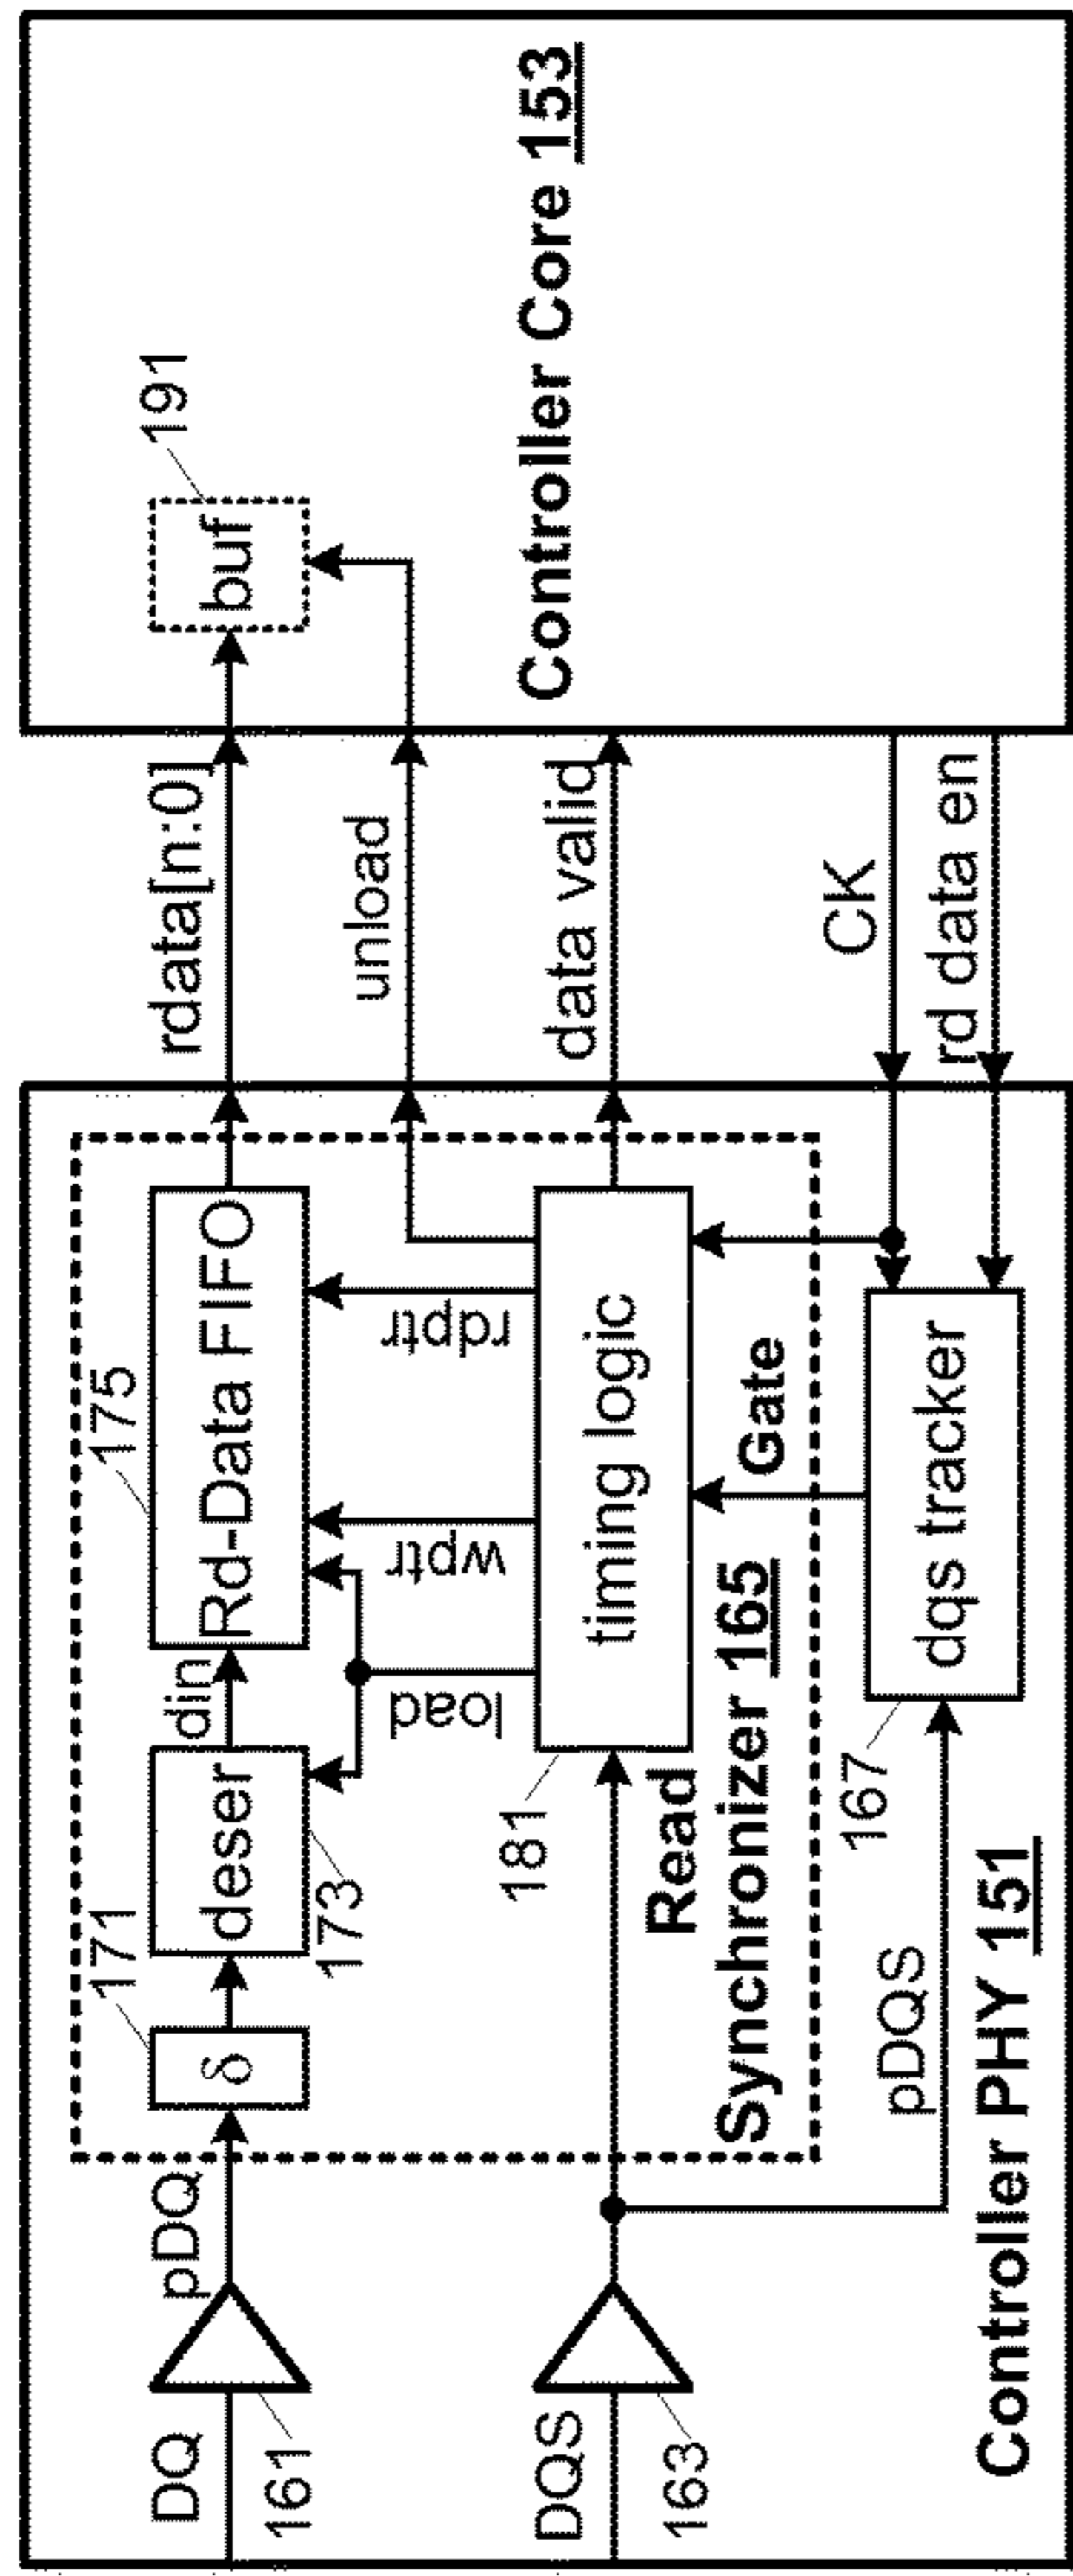 DQ
161
pDQ
171
δ
deser
173
din
175
Rd-Data FIFO
rdata[n:0]
buf
191
load
wptr
rdptr
unload
DQS
163
181
timing logic
data valid
Controller Core 153
Read
Synchronizer 165
Gate
pDQS
167
dqs tracker
CK
rd data en
Controller PHY 151